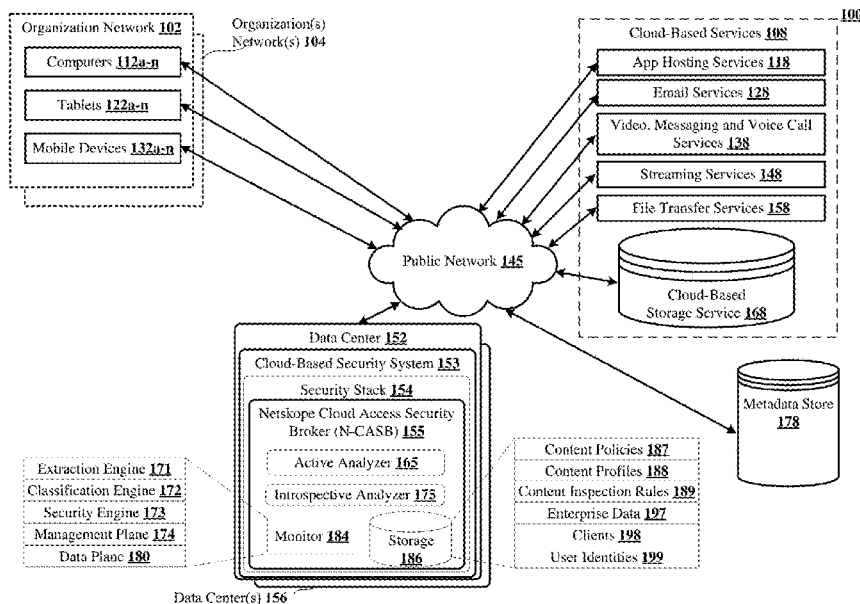 100
Organization Network 102
Organization(s)
Network(s) 104
Computers 112a-n
Tablets 122a-n
Mobile Devices 132a-n
Cloud-Based Services 108
App Hosting Services 118
Email Services 128
Video, Messaging and Voice Call
Services 138
Streaming Services 148
File Transfer Services 158
Cloud-Based
Storage Service 168
Public Network 145
Metadata Store
178
Data Center 152
Cloud-Based Security System 153
Security Stack 154
Netskope Cloud Access Security
Broker (N-CASB) 155
Active Analyzer 165
Introspective Analyzer 175
Monitor 184
Storage
186
Extraction Engine 171
Classification Engine 172
Security Engine 173
Management Plane 174
Data Plane 180
Content Policies 187
Content Profiles 188
Content Inspection Rules 189
Enterprise Data 197
Clients 198
User Identities 199
Data Center(s) 156